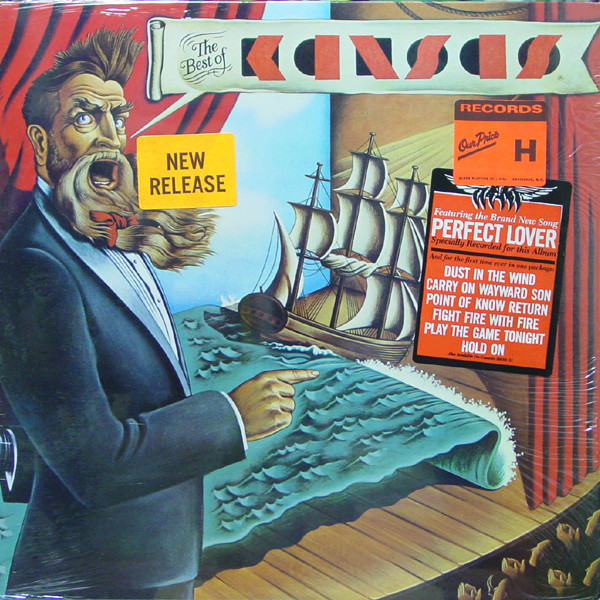 The
Best of
KANSAS
NEW
RELEASE
RECORDS
Our Price
H
Featuring the Brand New Song
PERFECT LOVER
Specially Recorded for this Album
And for the first time ever in one package:
DUST IN THE WIND
CARRY ON WAYWARD SON
POINT OF KNOW RETURN
FIGHT FIRE WITH FIRE
PLAY THE GAME TONIGHT
HOLD ON